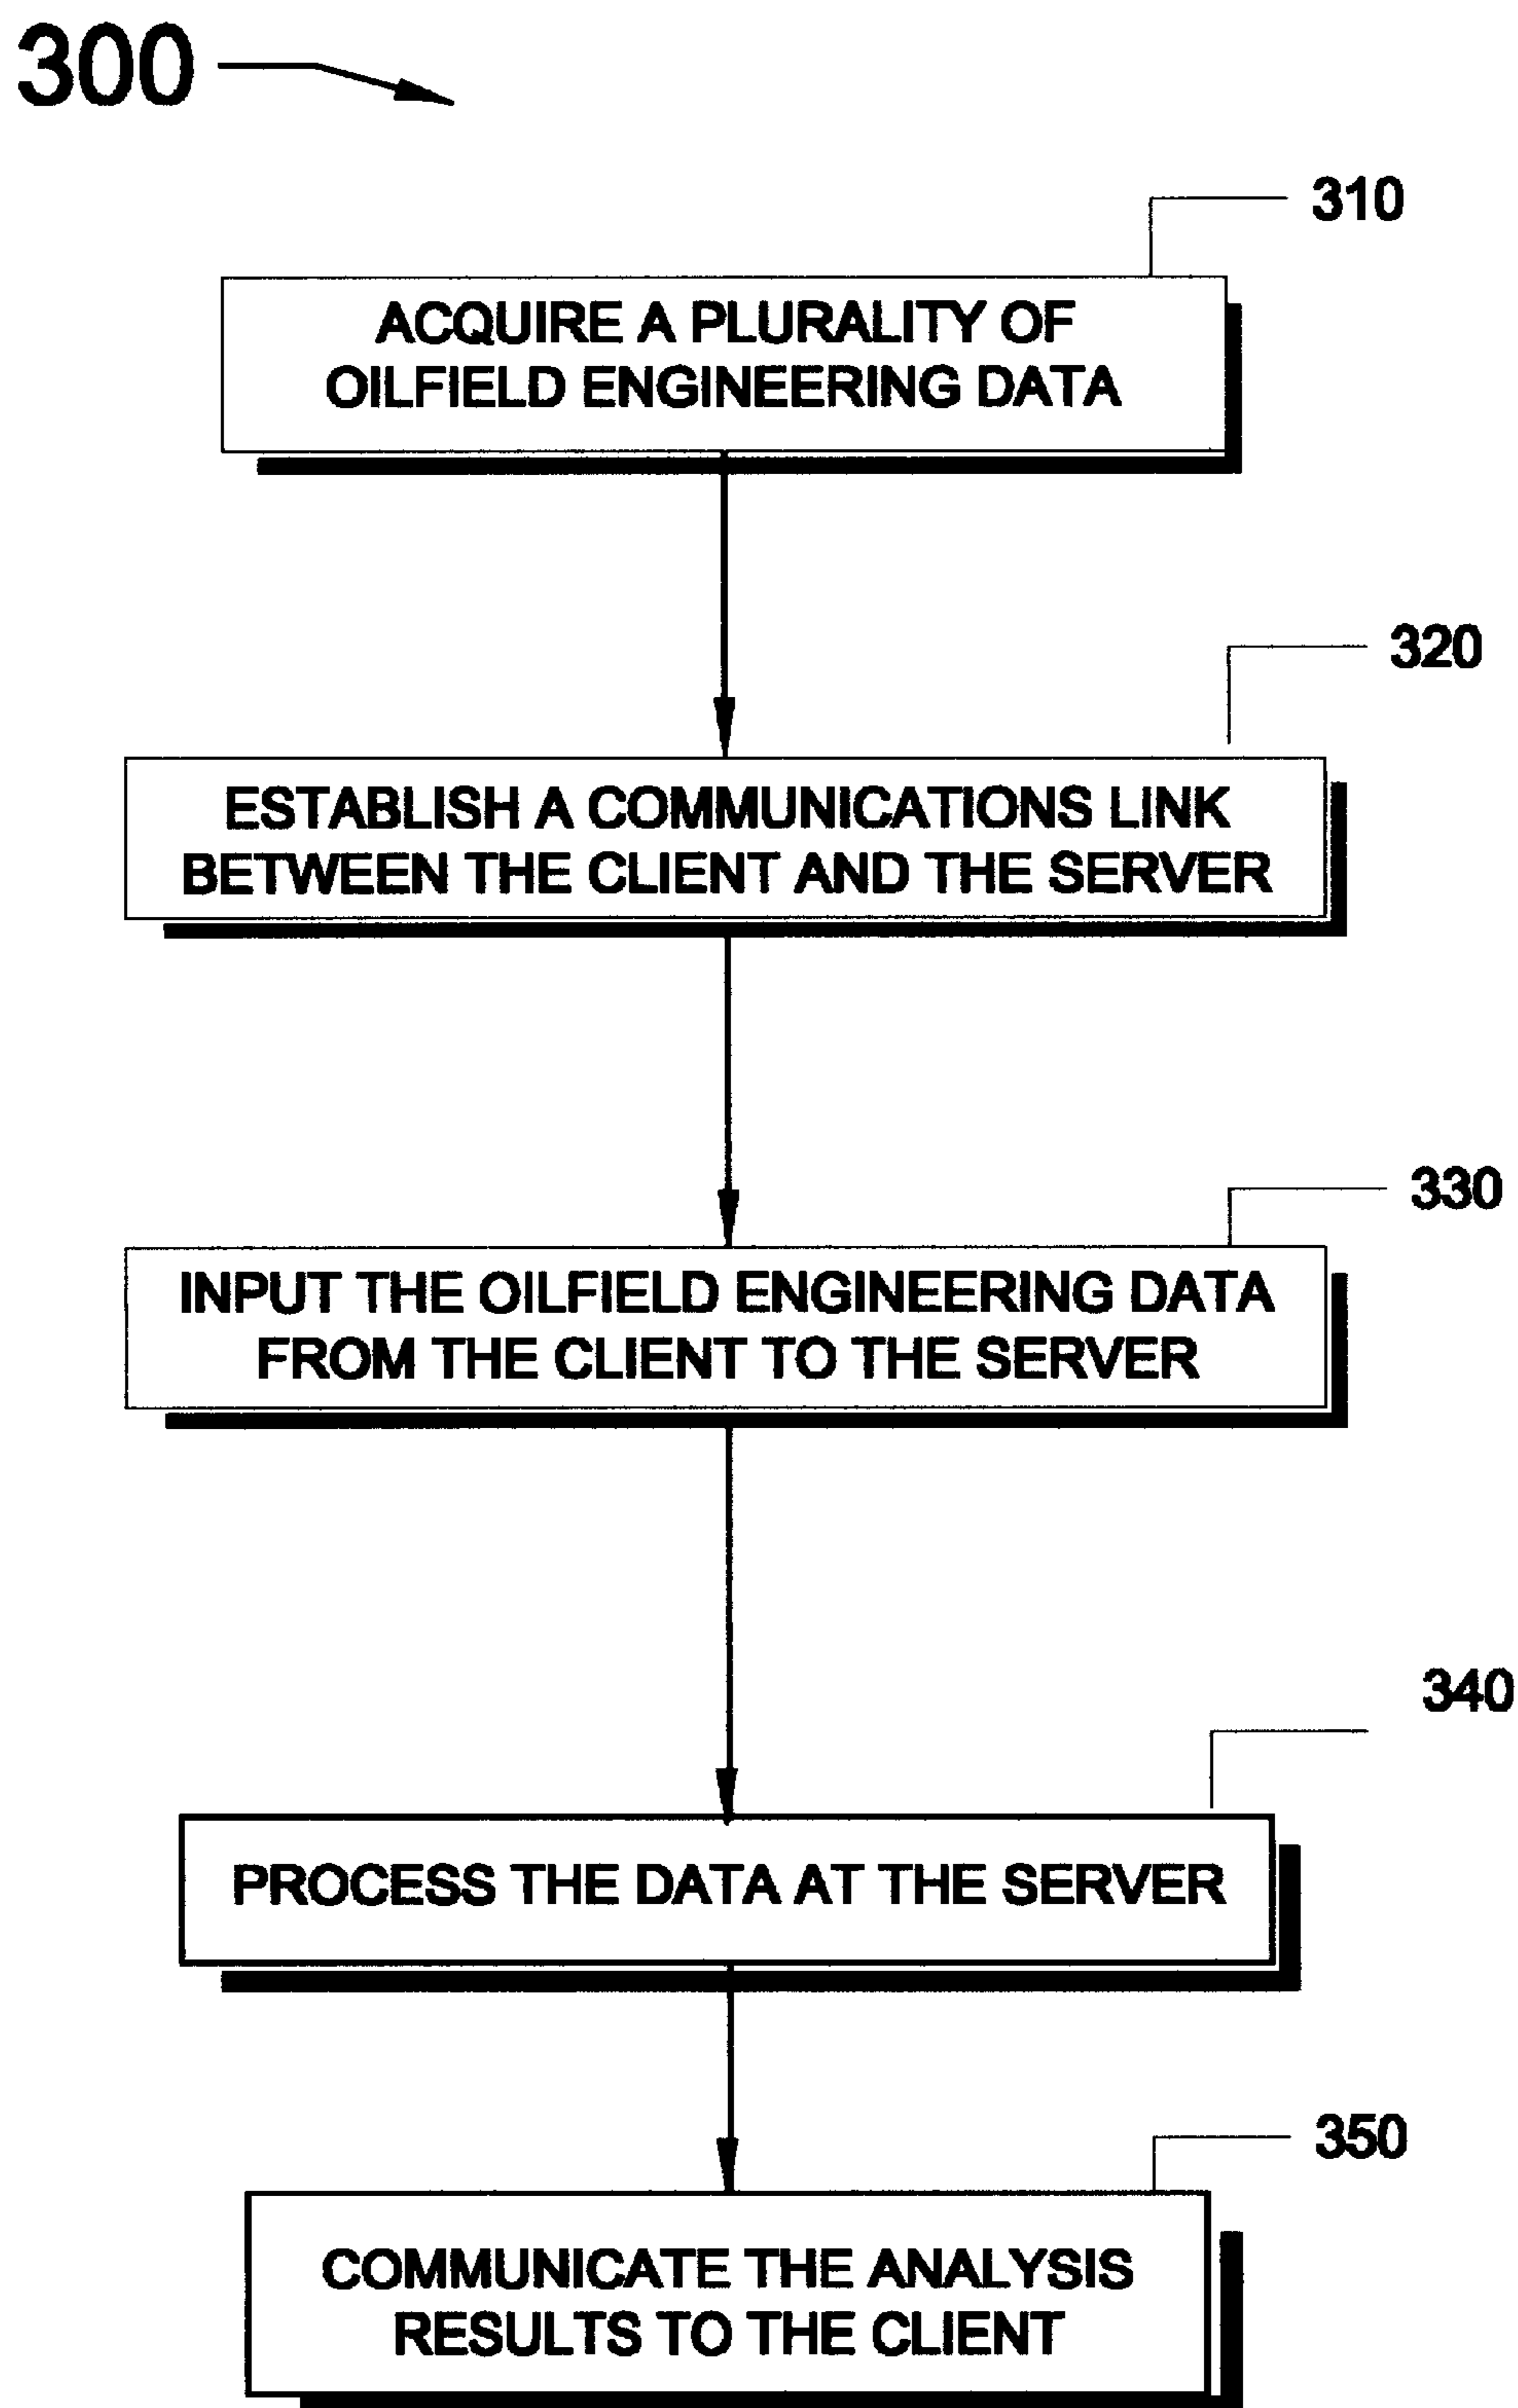 300
310
ACQUIRE A PLURALITY OF
OILFIELD ENGINEERING DATA
320
ESTABLISH A COMMUNICATIONS LINK
BETWEEN THE CLIENT AND THE SERVER
330
INPUT THE OILFIELD ENGINEERING DATA
FROM THE CLIENT TO THE SERVER
340
PROCESS THE DATA AT THE SERVER
350
COMMUNICATE THE ANALYSIS
RESULTS TO THE CLIENT